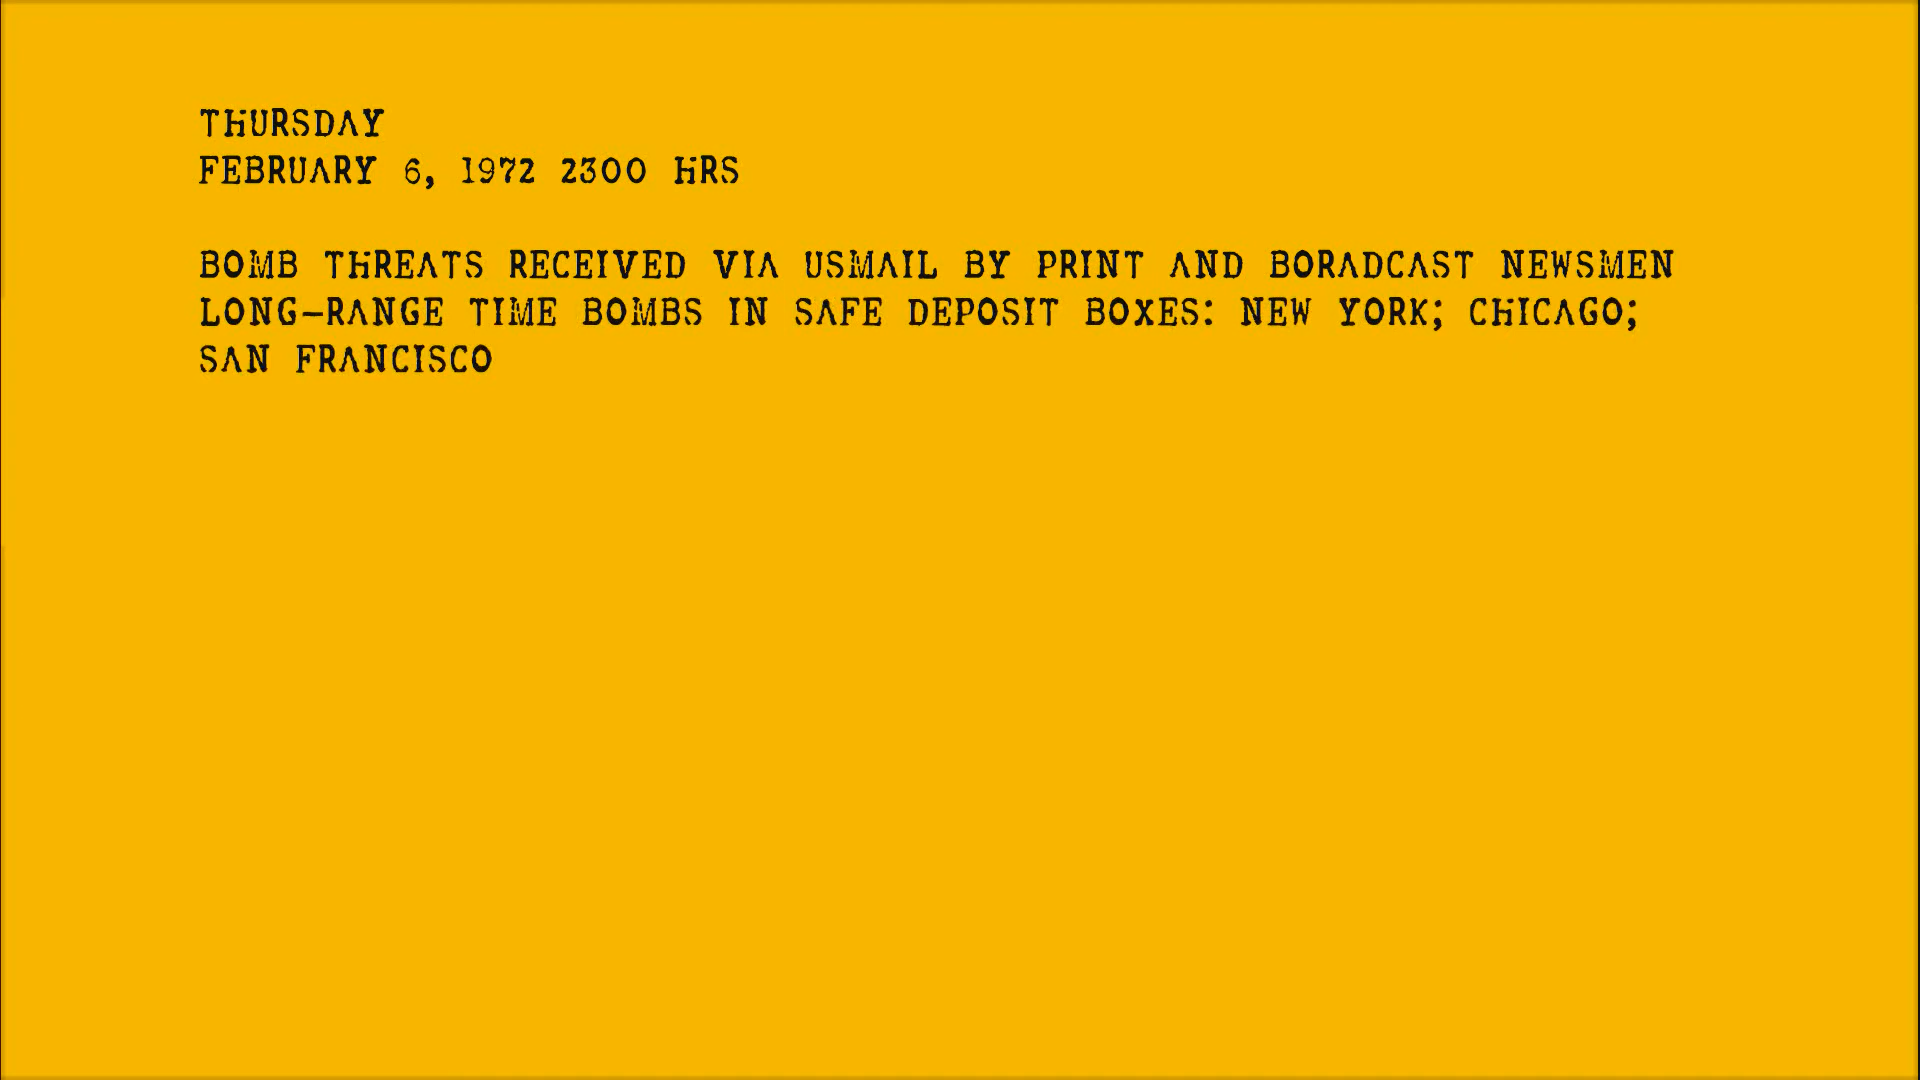 THURSDAY
FEBRUARY 6, 1972 2300 HRS
BOMB THREATS RECEIVED VIA USMAIL BY PRINT AND BORADCAST NEWSMEN
LONG-RANGE TIME BOMBS IN SAFE DEPOSIT BOXES: NEW YORK; CHICAGO;
SAN FRANCISCO